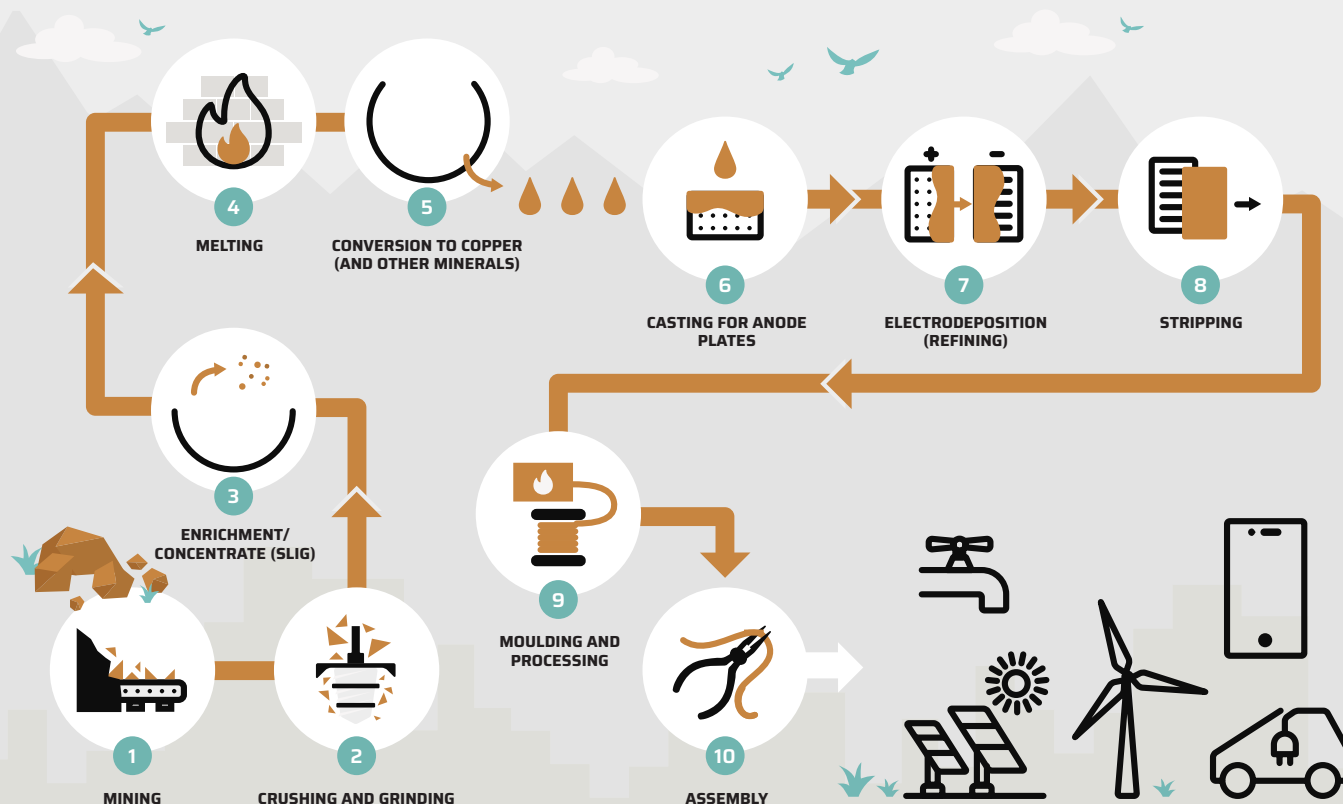 4
MELTING
5
CONVERSION TO COPPER
(AND OTHER MINERALS)
6
CASTING FOR ANODE
PLATES
7
ELECTRODEPOSITION
(REFINING)
8
STRIPPING
3
ENRICHMENT/
CONCENTRATE (SLIG)
9
MOULDING AND
PROCESSING
1
MINING
2
CRUSHING AND GRINDING
10
ASSEMBLY